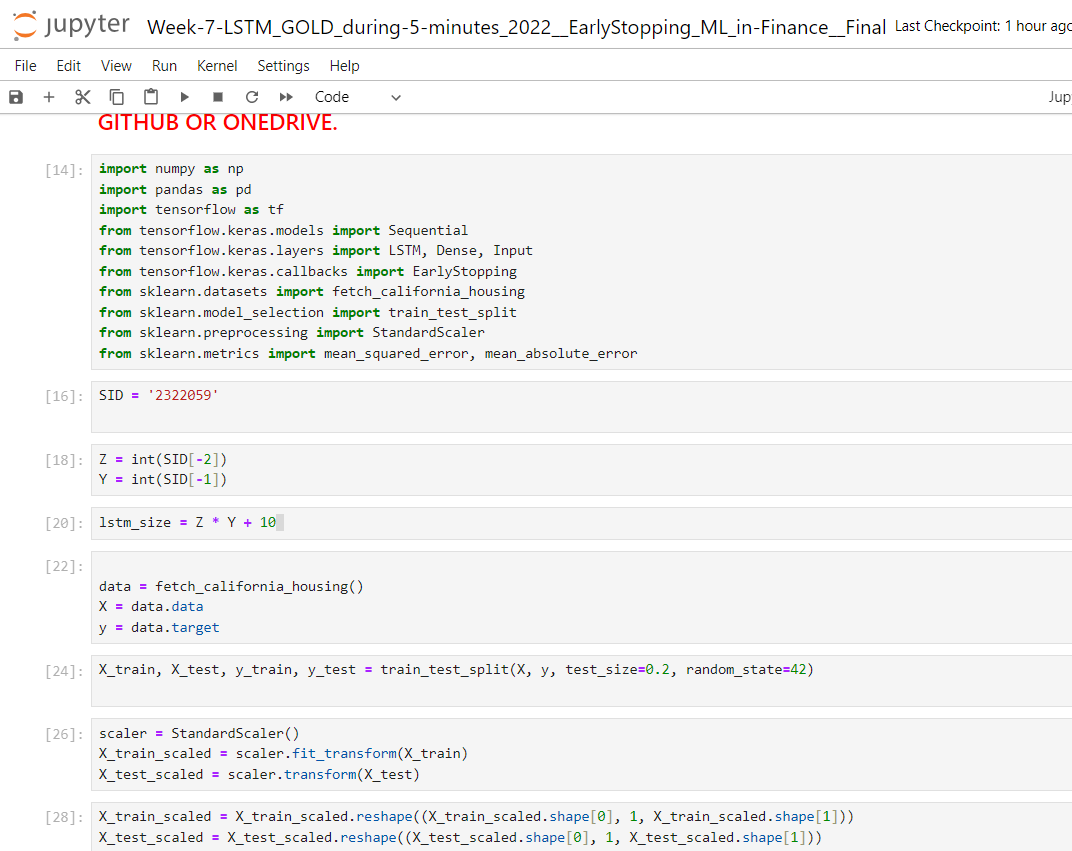 jupyter Week-7-LSTM_GOLD_during-5-minutes_2022__EarlyStopping_ML_in-Finance__Final Last Checkpoint: 1 hour ago
File Edit View Run Kernel Settings Help
Code
Jup
GITHUB OR ONEDRIVE.
[14]:
import numpy as np
import pandas as pd
import tensorflow as tf
from tensorflow.keras.models import Sequential
from tensorflow.keras.layers import LSTM, Dense, Input
from tensorflow.keras.callbacks import EarlyStopping
from sklearn.datasets import fetch_california_housing
from sklearn.model_selection import train_test_split
from sklearn.preprocessing import StandardScaler
from sklearn.metrics import mean_squared_error, mean_absolute_error
[16]:
SID = '2322059'
[18]:
Z = int(SID[-2])
Y = int(SID[-1])
[20]:
lstm_size = Z * Y + 10
[22]:
data = fetch_california_housing()
X = data.data
y = data.target
[24]:
X_train, X_test, y_train, y_test = train_test_split(X, y, test_size=0.2, random_state=42)
[26]:
scaler = StandardScaler()
X_train_scaled = scaler.fit_transform(X_train)
X_test_scaled = scaler.transform(X_test)
[28]:
X_train_scaled = X_train_scaled.reshape((X_train_scaled.shape[0], 1, X_train_scaled.shape[1]))
X_test_scaled = X_test_scaled.reshape((X_test_scaled.shape[0], 1, X_test_scaled.shape[1]))